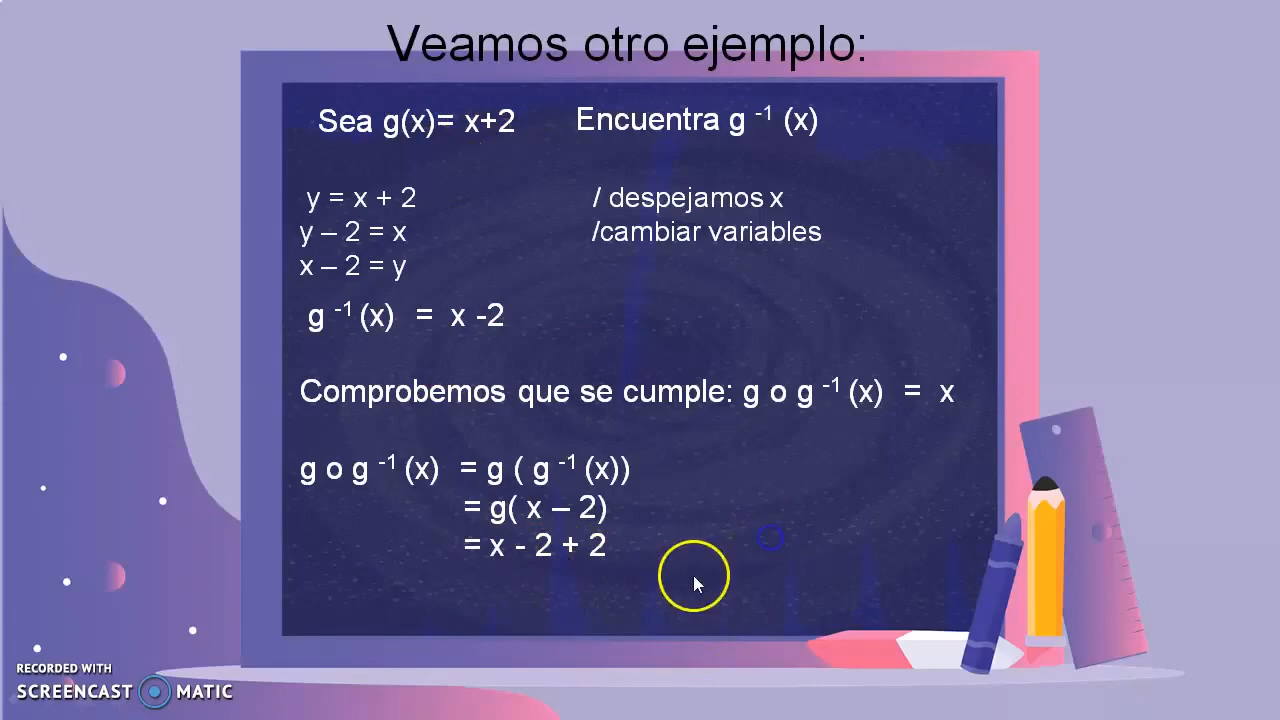 Veamos otro ejemplo:
Sea g(x)= x+2 Encuentra g ⁻¹ (x)
y = x + 2 / despejamos x
y – 2 = x /cambiar variables
x – 2 = y
g ⁻¹ (x) = x -2
Comprobemos que se cumple: g o g ⁻¹ (x) = x
g o g ⁻¹ (x) = g ( g ⁻¹ (x))
= g( x – 2)
= x - 2 + 2
RECORDED WITH
SCREENCAST MATIC